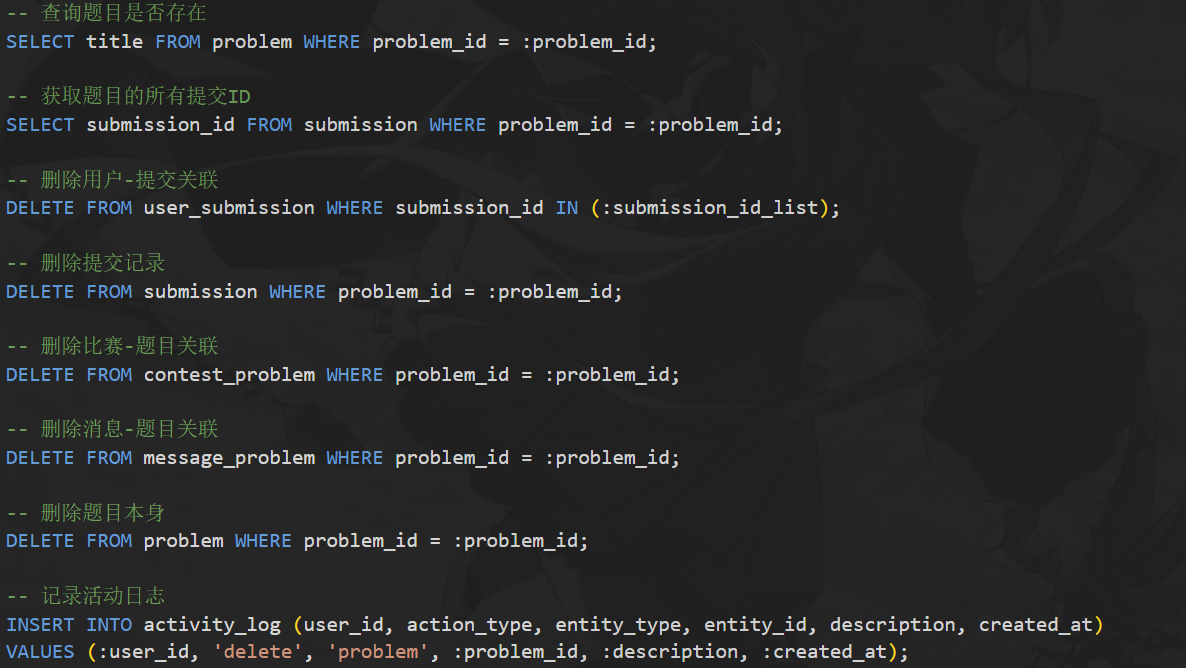 -- 查询题目是否存在
SELECT title FROM problem WHERE problem_id = :problem_id;
-- 获取题目的所有提交ID
SELECT submission_id FROM submission WHERE problem_id = :problem_id;
-- 删除用户-提交关联
DELETE FROM user_submission WHERE submission_id IN (:submission_id_list);
-- 删除提交记录
DELETE FROM submission WHERE problem_id = :problem_id;
-- 删除比赛-题目关联
DELETE FROM contest_problem WHERE problem_id = :problem_id;
-- 删除消息-题目关联
DELETE FROM message_problem WHERE problem_id = :problem_id;
-- 删除题目本身
DELETE FROM problem WHERE problem_id = :problem_id;
-- 记录活动日志
INSERT INTO activity_log (user_id, action_type, entity_type, entity_id, description, created_at)
VALUES (:user_id, 'delete', 'problem', :problem_id, :description, :created_at);